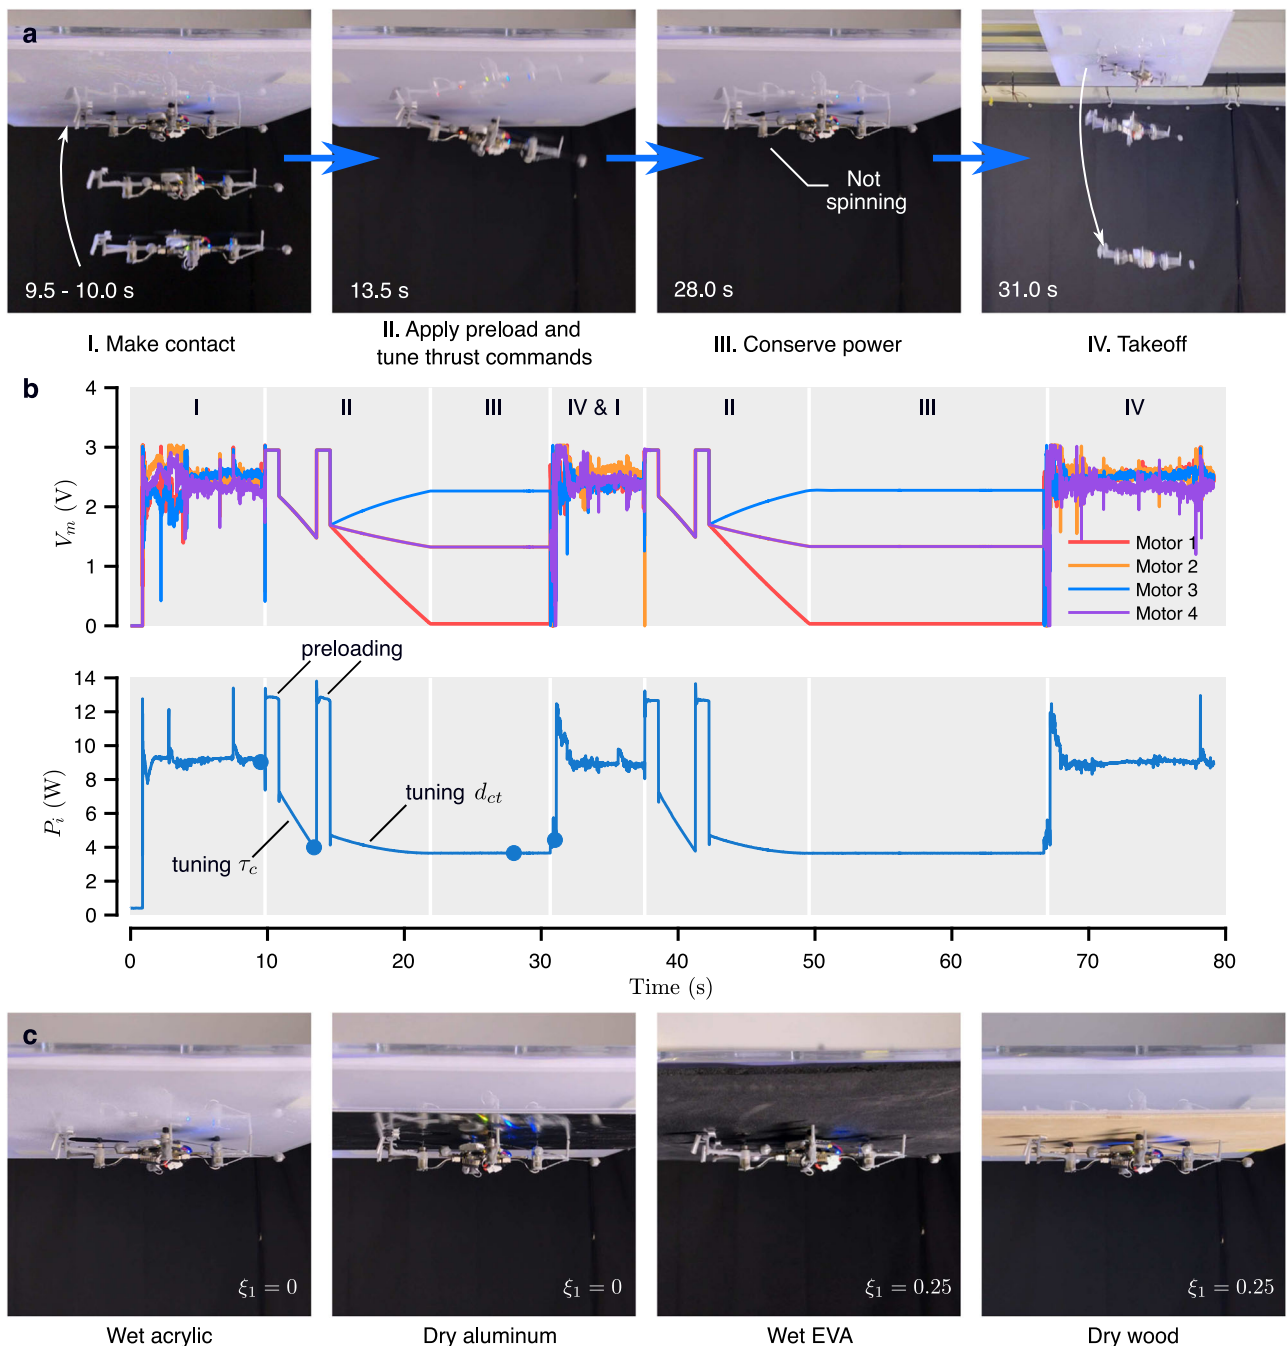 a
9.5 - 10.0 s
13.5 s
Not
spinning
28.0 s
31.0 s
I. Make contact
II. Apply preload and
tune thrust commands
III. Conserve power
IV. Takeoff
b
4
3
2
1
0
V_m (V)
I
II
III
IV & I
II
III
IV
Motor 1
Motor 2
Motor 3
Motor 4
14
12
10
8
6
4
2
0
P_i (W)
preloading
tuning d_ct
tuning τ_c
0
10
20
30
40
50
60
70
80
Time (s)
c
ξ₁ = 0
ξ₁ = 0
ξ₁ = 0.25
ξ₁ = 0.25
Wet acrylic
Dry aluminum
Wet EVA
Dry wood